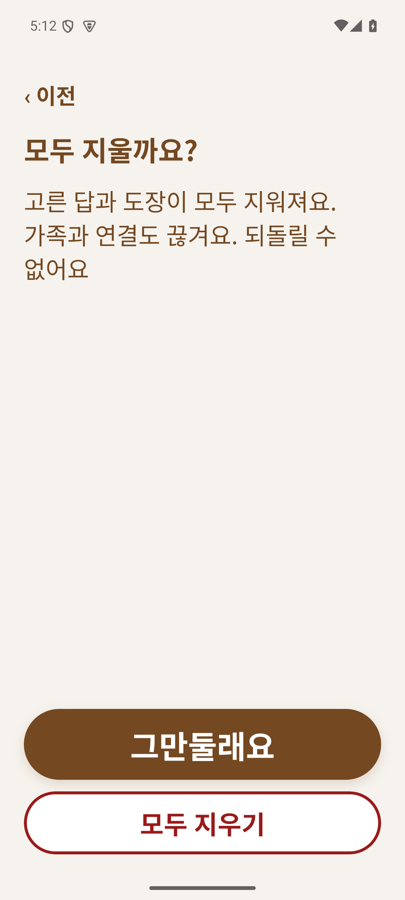 5:12
‹ 이전
모두 지울까요?
고른 답과 도장이 모두 지워져요.
가족과 연결도 끊겨요. 되돌릴 수
없어요
그만둘래요
모두 지우기